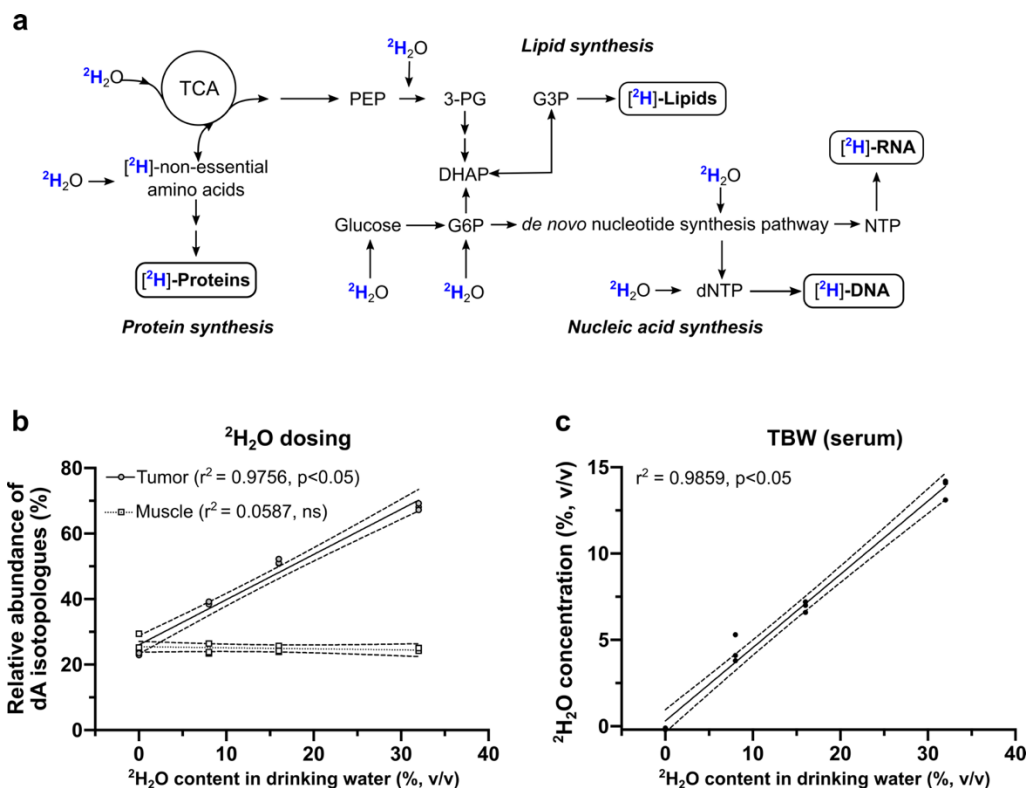 a
²H₂O
Lipid synthesis
²H₂O
TCA
PEP
3-PG
G3P
[²H]-Lipids
[²H]-RNA
²H₂O
[²H]-non-essential
amino acids
DHAP
²H₂O
Glucose
G6P
de novo nucleotide synthesis pathway
NTP
[²H]-Proteins
²H₂O
²H₂O
²H₂O
dNTP
[²H]-DNA
Protein synthesis
Nucleic acid synthesis
b
²H₂O dosing
Tumor (r² = 0.9756, p<0.05)
Muscle (r² = 0.0587, ns)
Relative abundance of
dA isotopologues (%)
80
60
40
20
0
0
10
20
30
40
²H₂O content in drinking water (%, v/v)
c
TBW (serum)
r² = 0.9859, p<0.05
²H₂O concentration (%, v/v)
15
10
5
0
0
10
20
30
40
²H₂O content in drinking water (%, v/v)